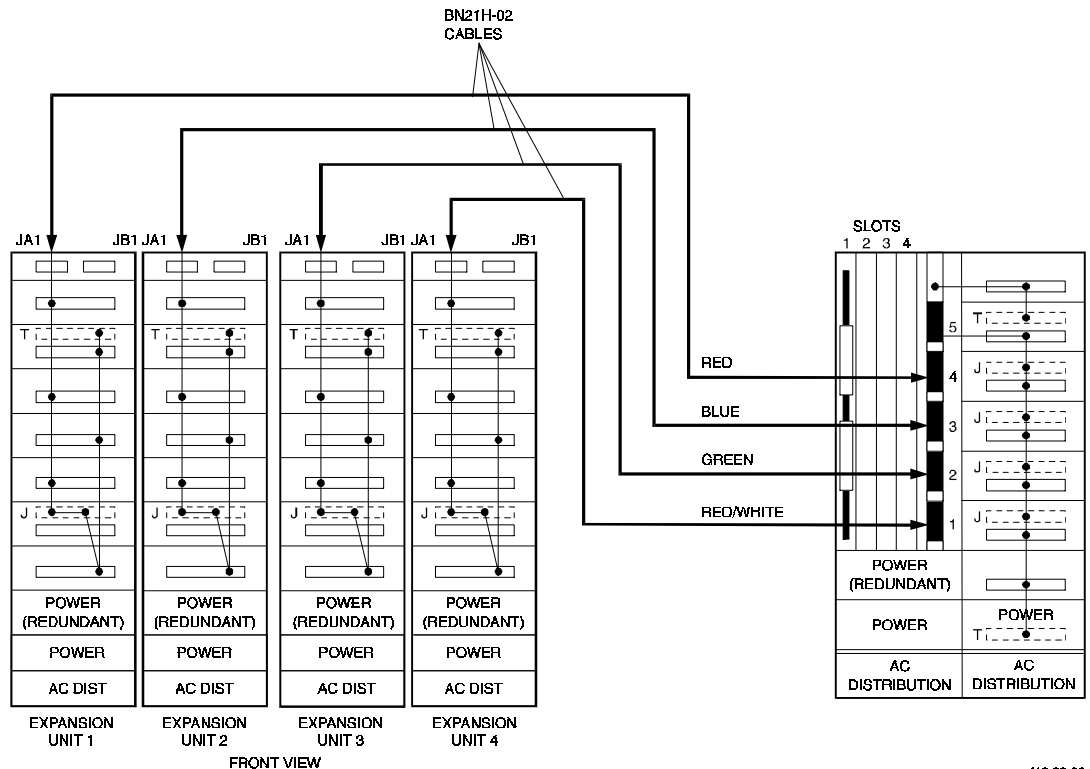 BN21H-02
CABLES
JA1 JB1 JA1 JB1 JA1 JB1 JA1 JB1
SLOTS
1 2 3 4
T T T T
J J J J
5
4
3
2
1
T
J
J
J
J
T
RED
BLUE
GREEN
RED/WHITE
POWER
(REDUNDANT)
POWER
AC DIST
EXPANSION
UNIT 1
POWER
(REDUNDANT)
POWER
AC DIST
EXPANSION
UNIT 2
POWER
(REDUNDANT)
POWER
AC DIST
EXPANSION
UNIT 3
POWER
(REDUNDANT)
POWER
AC DIST
EXPANSION
UNIT 4
FRONT VIEW
POWER
(REDUNDANT)
POWER
AC
DISTRIBUTION
POWER
AC
DISTRIBUTION